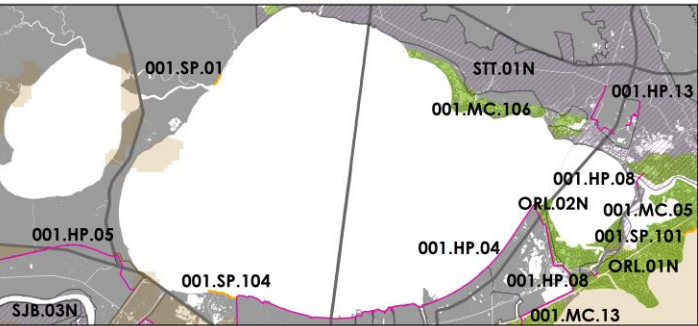 001.SP.01
STT.01N
001.HP.13
001.MC.106
001.HP.08
ORL.02N
001.MC.05
001.HP.05
001.SP.101
001.HP.04
ORL.01N
001.SP.104
001.HP.08
SJB.03N
001.MC.13